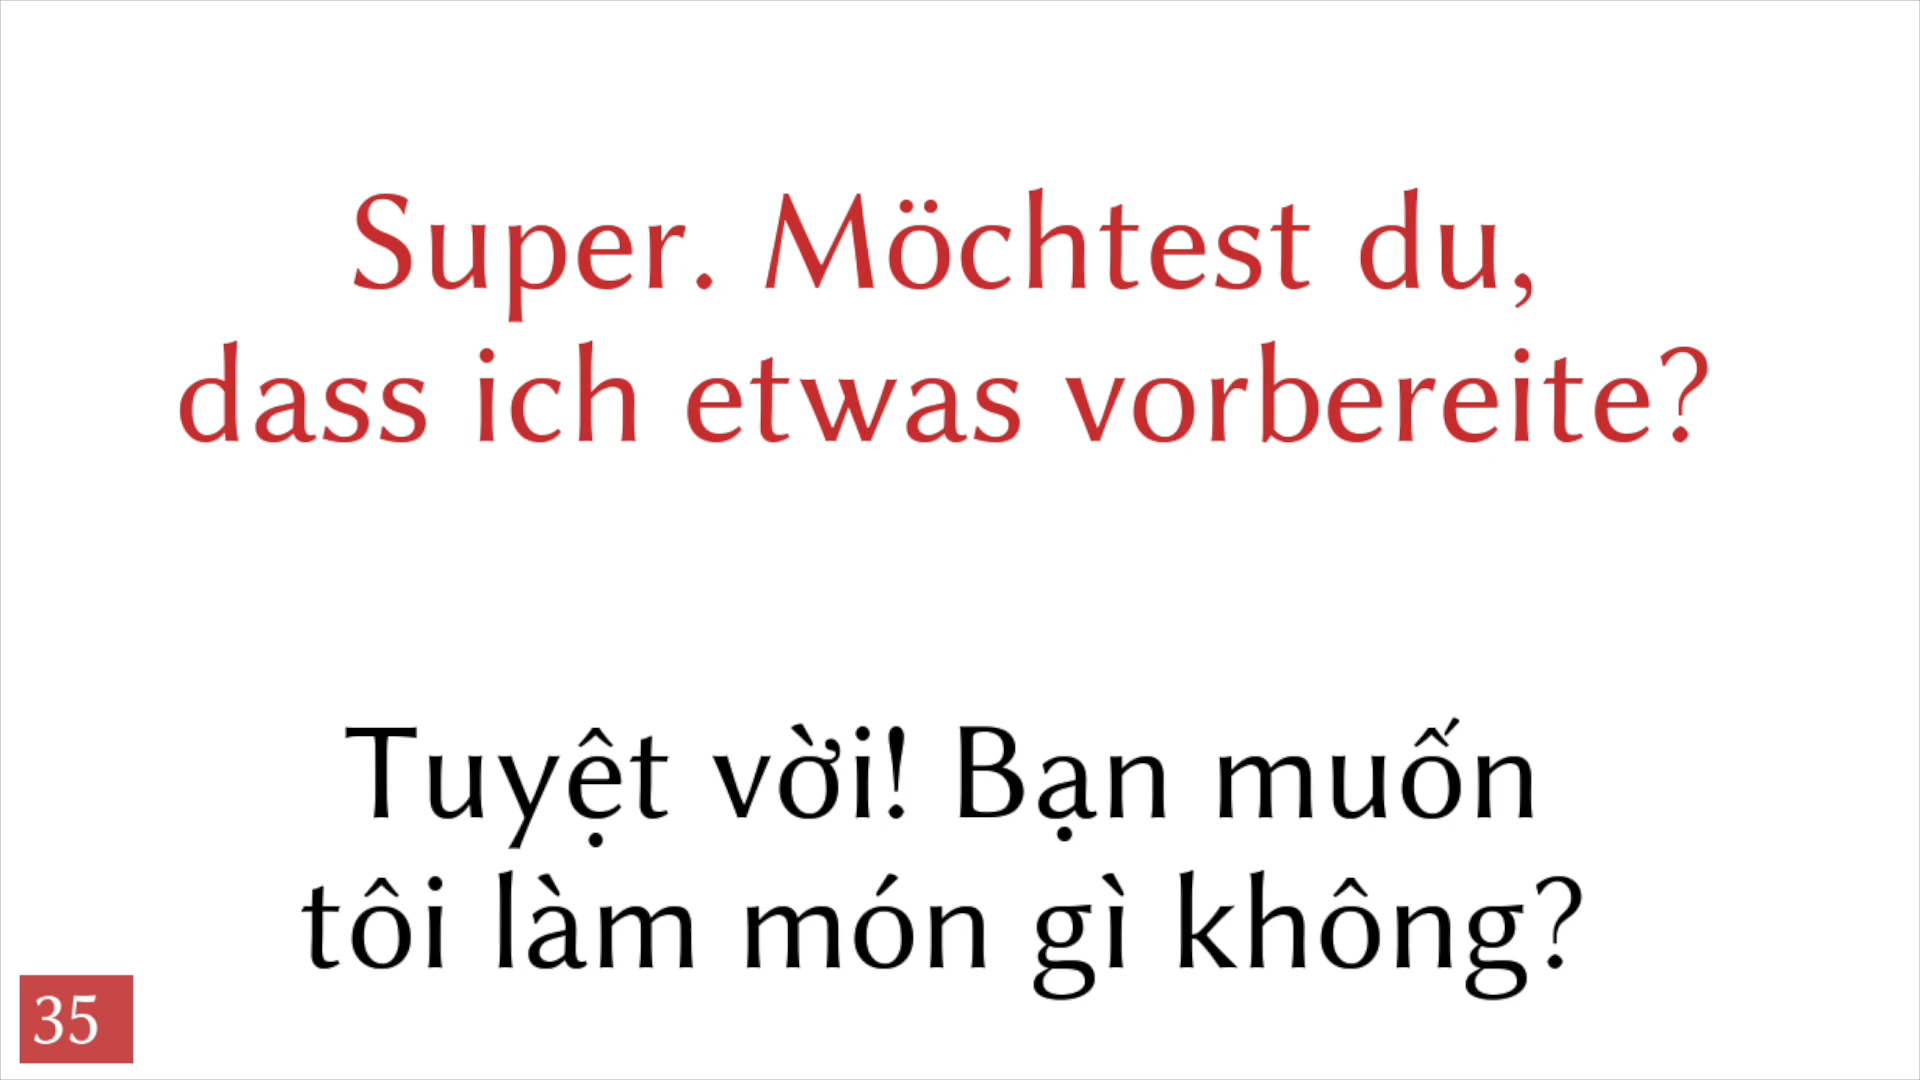 Super. Möchtest du,
dass ich etwas vorbereite?
Tuyệt vời! Bạn muốn
tôi làm món gì không?
35